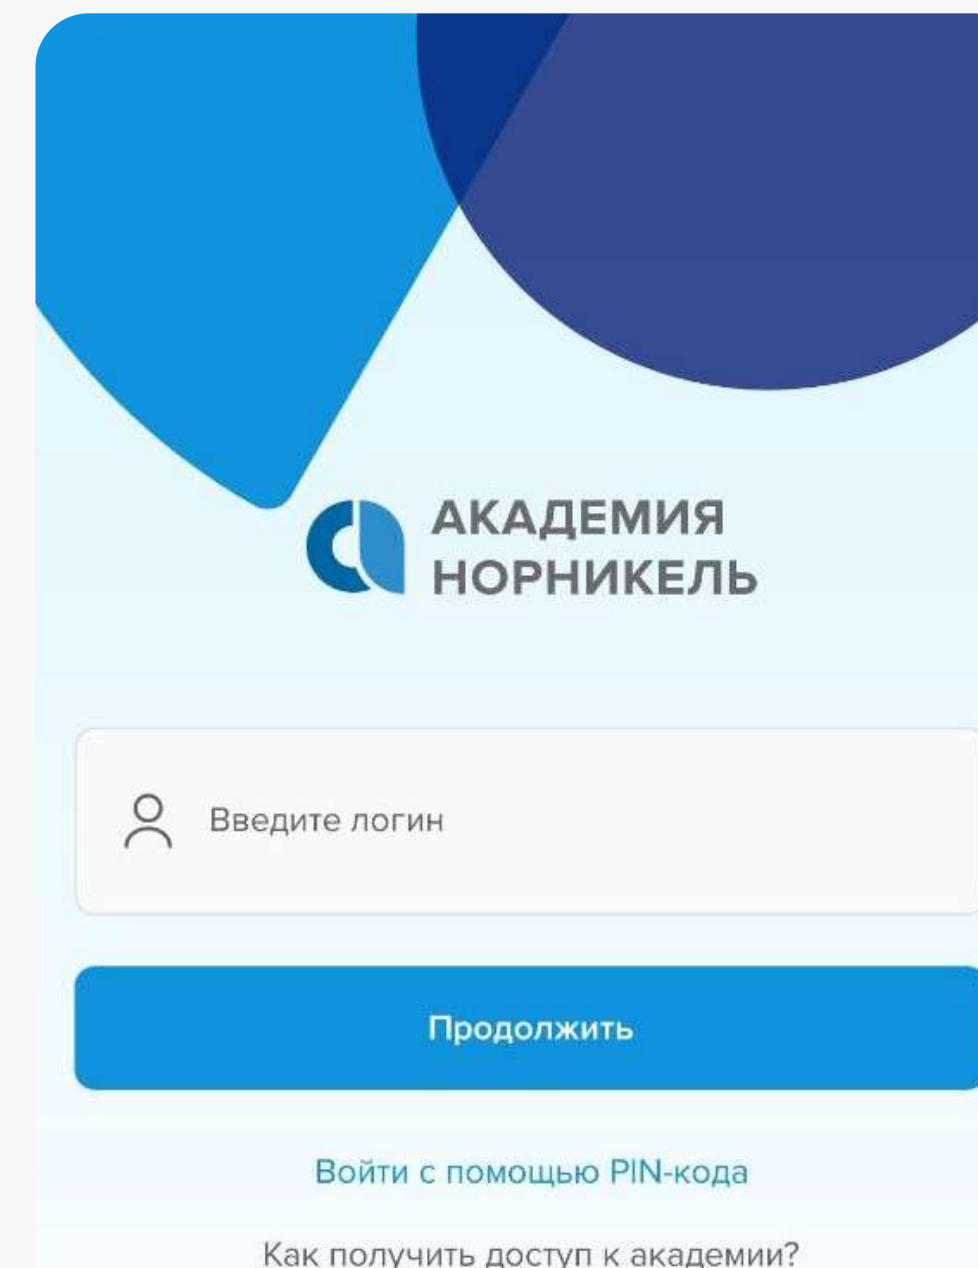 АКАДЕМИЯ
НОРНИКЕЛЬ
Введите логин
Продолжить
Войти с помощью PIN-кода
Как получить доступ к академии?